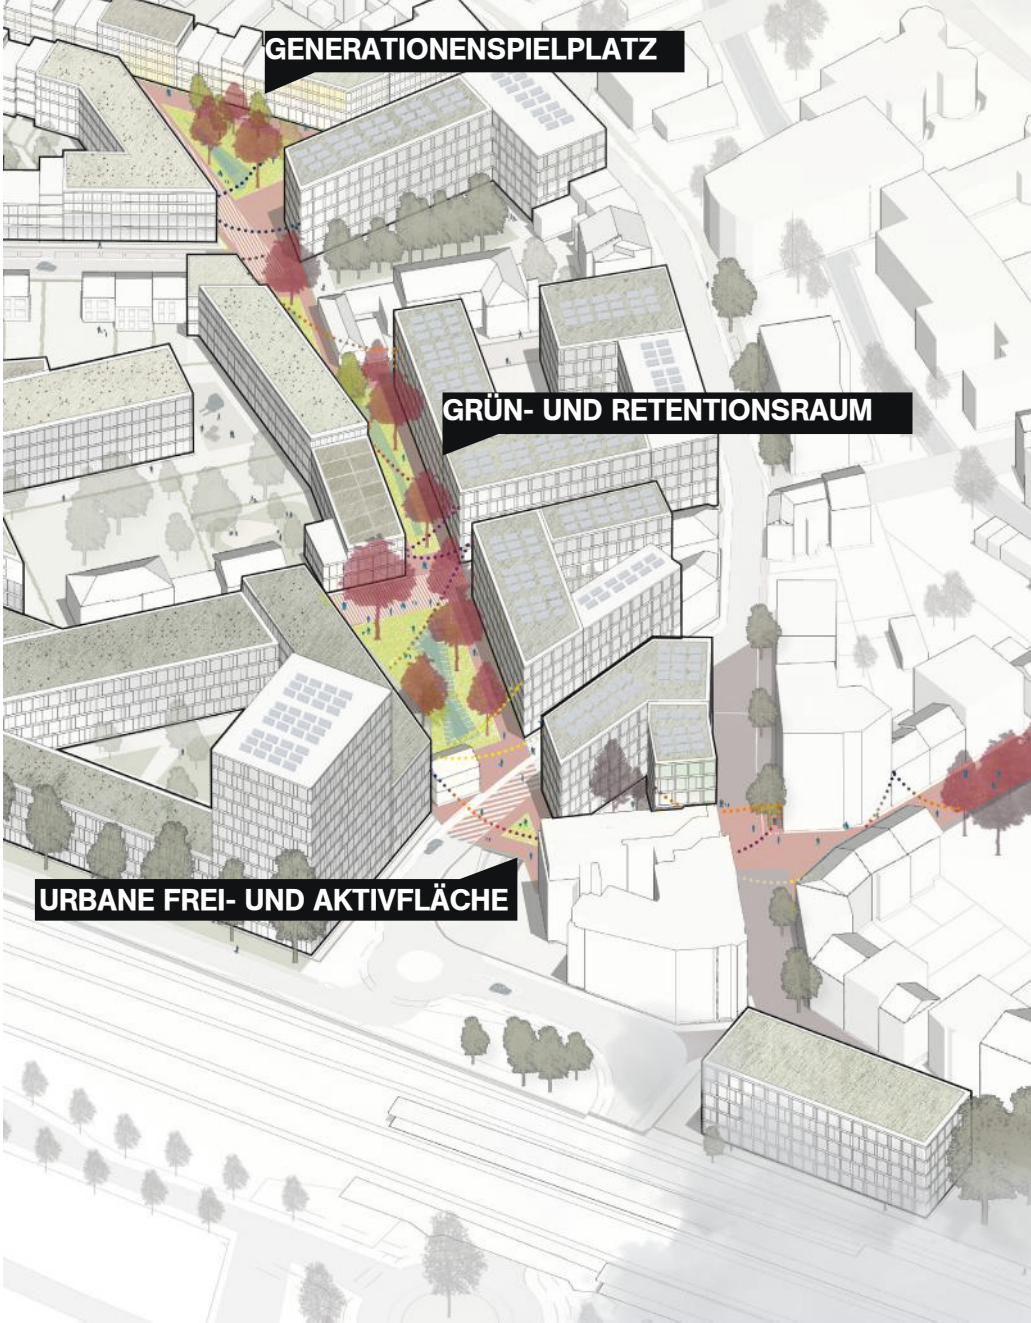 GENERATIONENSPIELPLATZ
GRÜN- UND RETENTIONSRAUM
URBANE FREI- UND AKTIVFLÄCHE